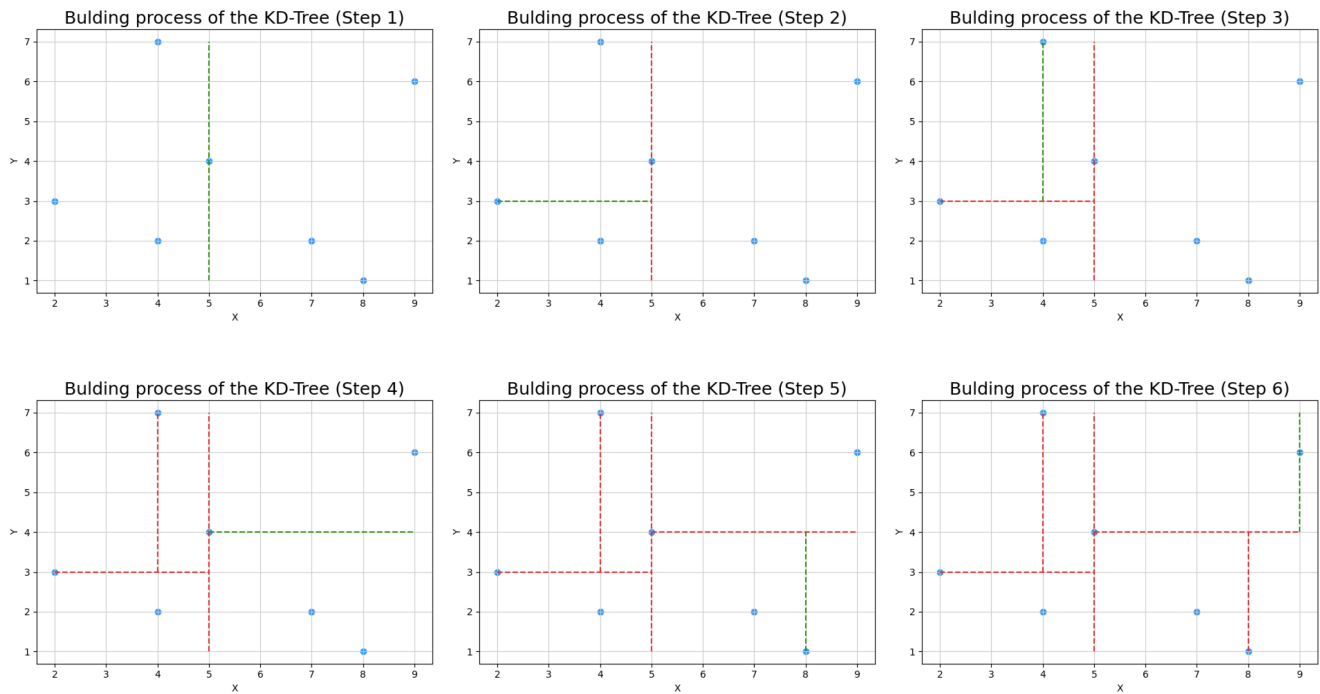 Bulding process of the KD-Tree (Step 1)
7
6
5
4
3
2
1
Y
2 3 4 5 6 7 8 9
X
Bulding process of the KD-Tree (Step 2)
7
6
5
4
3
2
1
Y
2 3 4 5 6 7 8 9
X
Bulding process of the KD-Tree (Step 3)
7
6
5
4
3
2
1
Y
2 3 4 5 6 7 8 9
X
Bulding process of the KD-Tree (Step 4)
7
6
5
4
3
2
1
Y
2 3 4 5 6 7 8 9
X
Bulding process of the KD-Tree (Step 5)
7
6
5
4
3
2
1
Y
2 3 4 5 6 7 8 9
X
Bulding process of the KD-Tree (Step 6)
7
6
5
4
3
2
1
Y
2 3 4 5 6 7 8 9
X